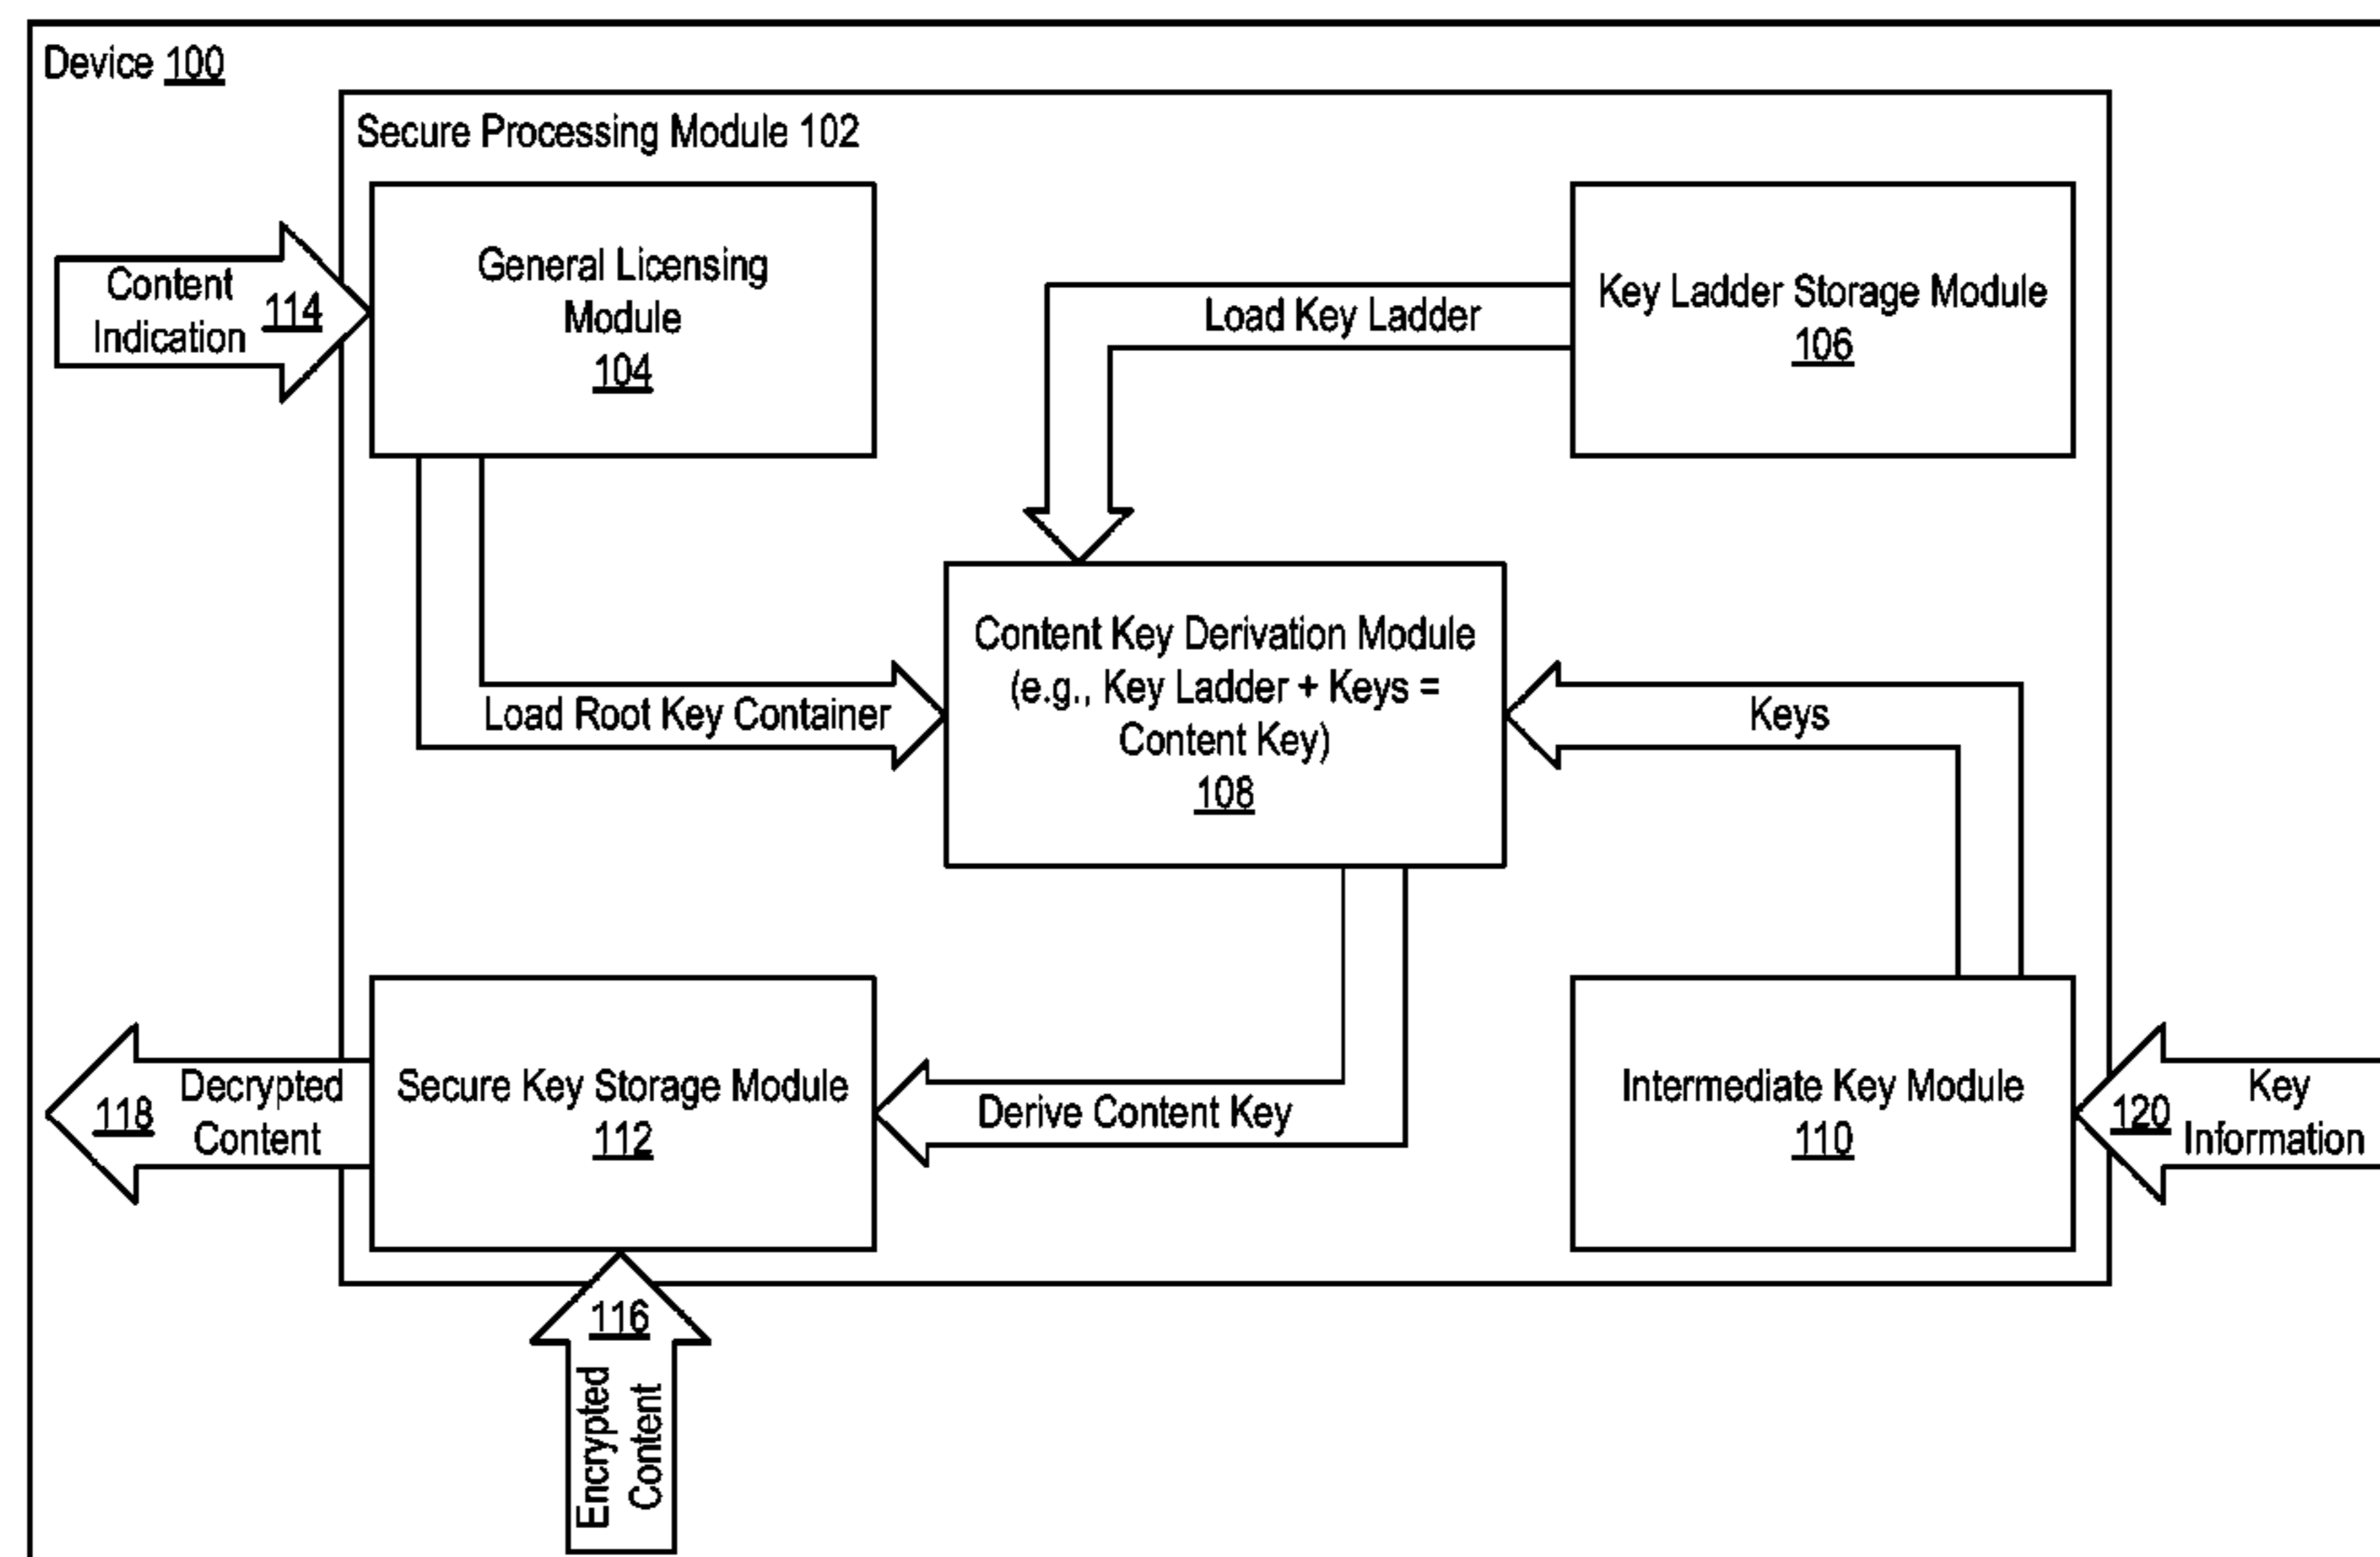 Device 100
Secure Processing Module 102
General Licensing
Module
104
Content
Indication
114
Load Key Ladder
Key Ladder Storage Module
106
Load Root Key Container
Content Key Derivation Module
(e.g., Key Ladder + Keys =
Content Key)
108
Keys
Decrypted
Content
118
Secure Key Storage Module
112
Derive Content Key
Intermediate Key Module
110
120
Key
Information
116
Encrypted
Content